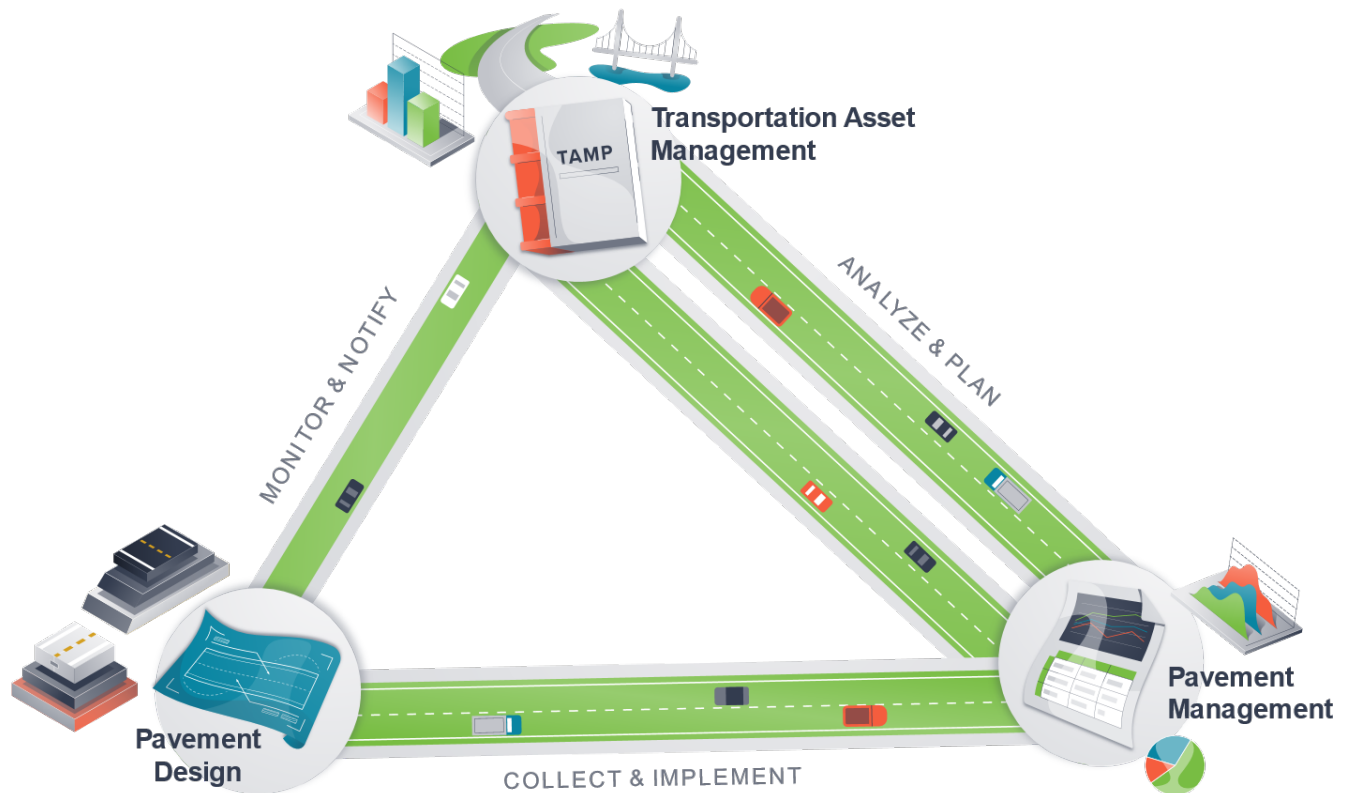 Transportation Asset
Management
TAMP
ANALYZE & PLAN
MONITOR & NOTIFY
Pavement
Management
Pavement
Design
COLLECT & IMPLEMENT